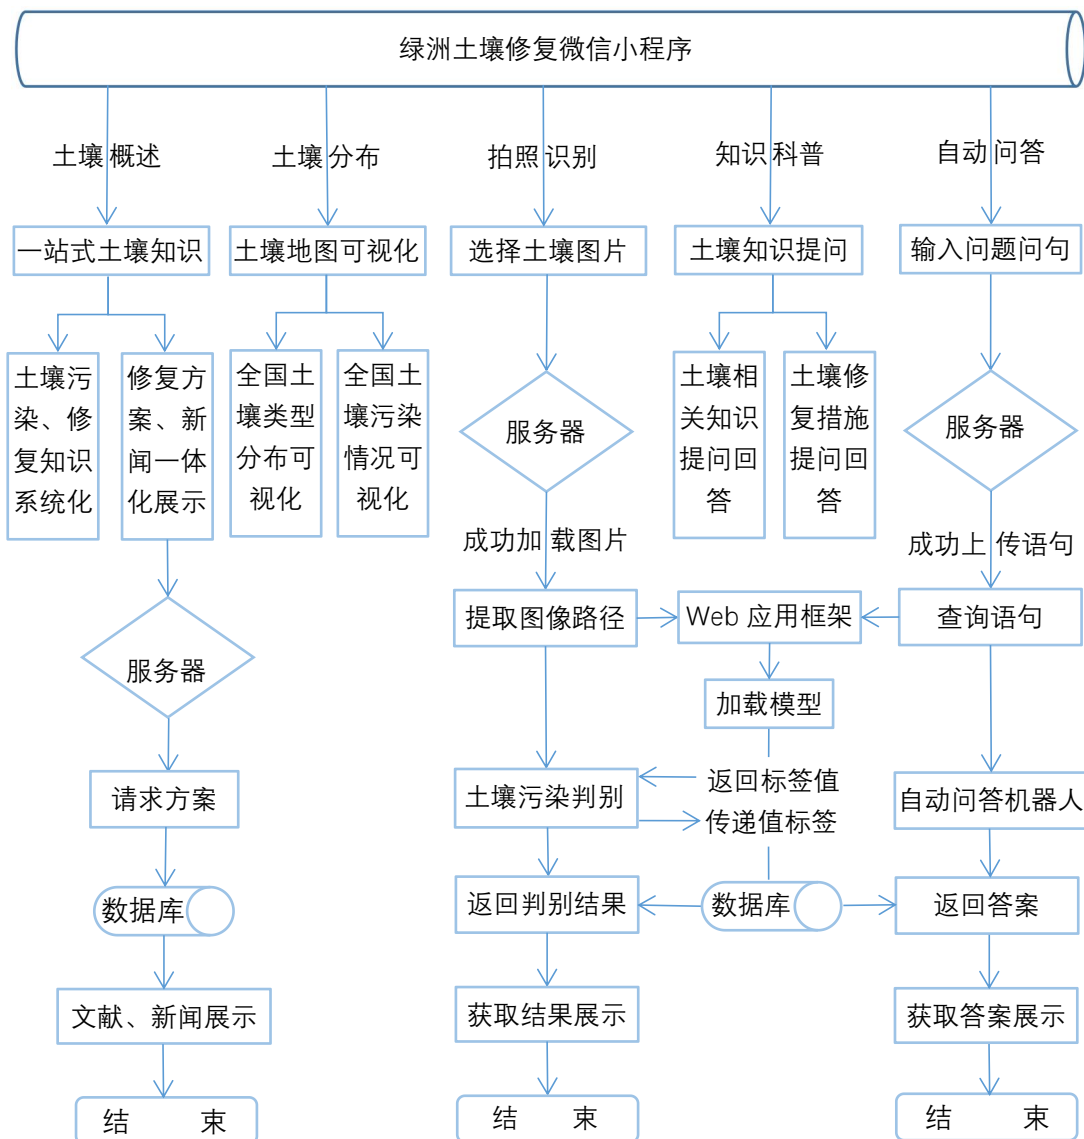 绿洲土壤修复微信小程序
土壤概述
土壤分布
拍照识别
知识科普
自动问答
一站式土壤知识
土壤地图可视化
选择土壤图片
土壤知识提问
输入问题问句
土壤污
染、修
复知识
系统化
修复方
案、新
闻一体
化展示
全国土
壤类型
分布可
视化
全国土
壤污染
情况可
视化
服务器
土壤相
关知识
提问回
答
土壤修
复措施
提问回
答
服务器
成功加载图片
成功上传语句
提取图像路径
Web 应用框架
查询语句
服务器
加载模型
请求方案
土壤污染判别
返回标签值
传递值标签
自动问答机器人
数据库
返回判别结果
数据库
返回答案
文献、新闻展示
获取结果展示
获取答案展示
结 束
结 束
结 束